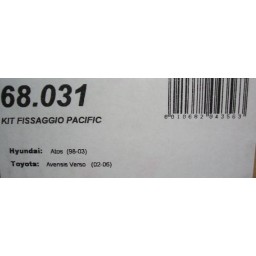 68.031
KIT FISSAGGIO PACIFIC
Hyundai: Atos (98-03)
Toyota: Avensis Verso (02-06)